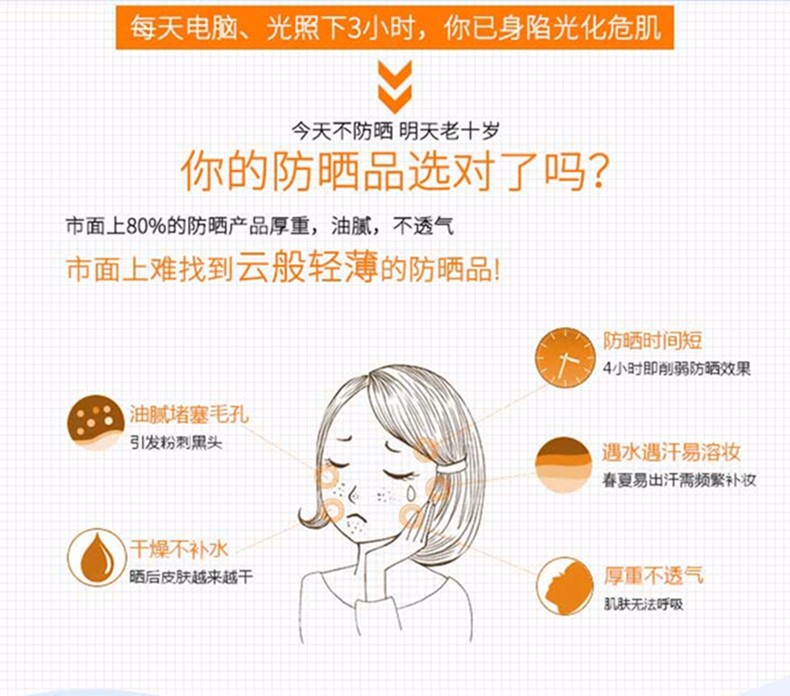 每天电脑、光照下3小时，你已身陷光化危肌
今天不防晒 明天老十岁
你的防晒品选对了吗？
市面上80%的防晒产品厚重，油腻，不透气
市面上难找到云般轻薄的防晒品!
防晒时间短
4小时即削弱防晒效果
油腻堵塞毛孔
引发粉刺黑头
遇水遇汗易溶妆
春夏易出汗需频繁补妆
干燥不补水
晒后皮肤越来越干
厚重不透气
肌肤无法呼吸